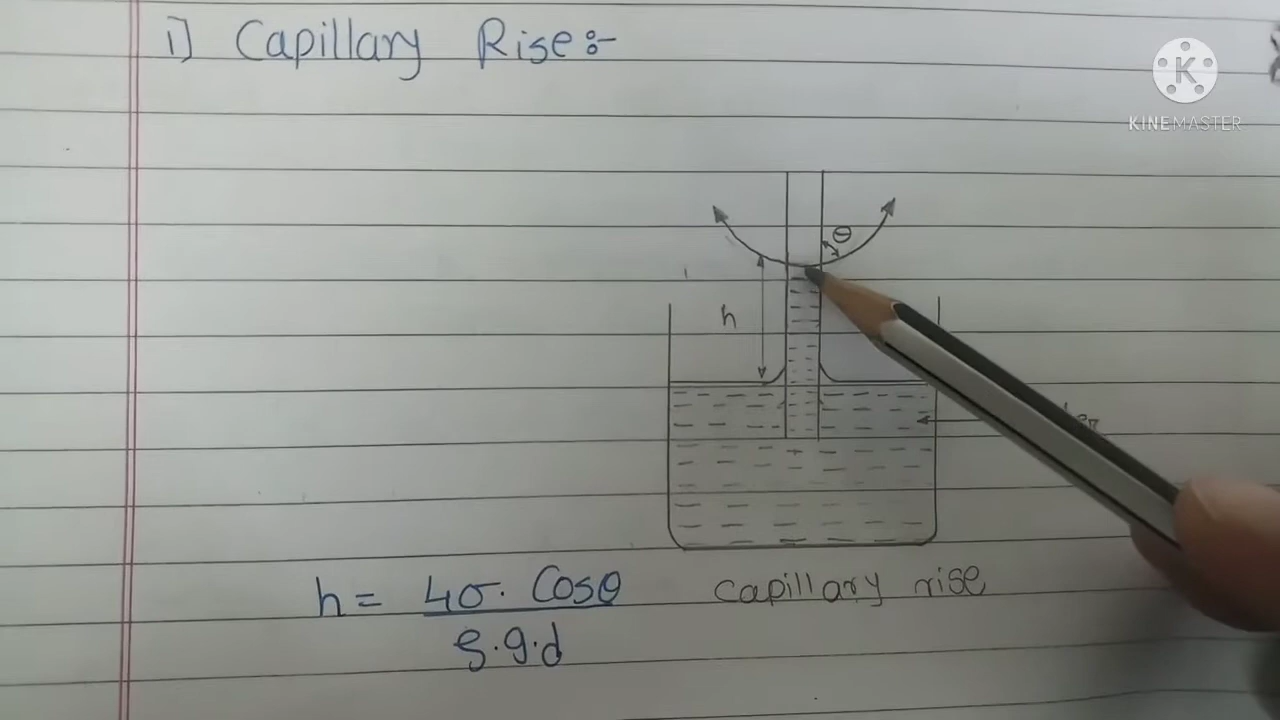 i] Capillary Rise:-
K
KINEMASTER
θ
h
h = 4σ. Cosθ
ρ.g.d
Capillary rise